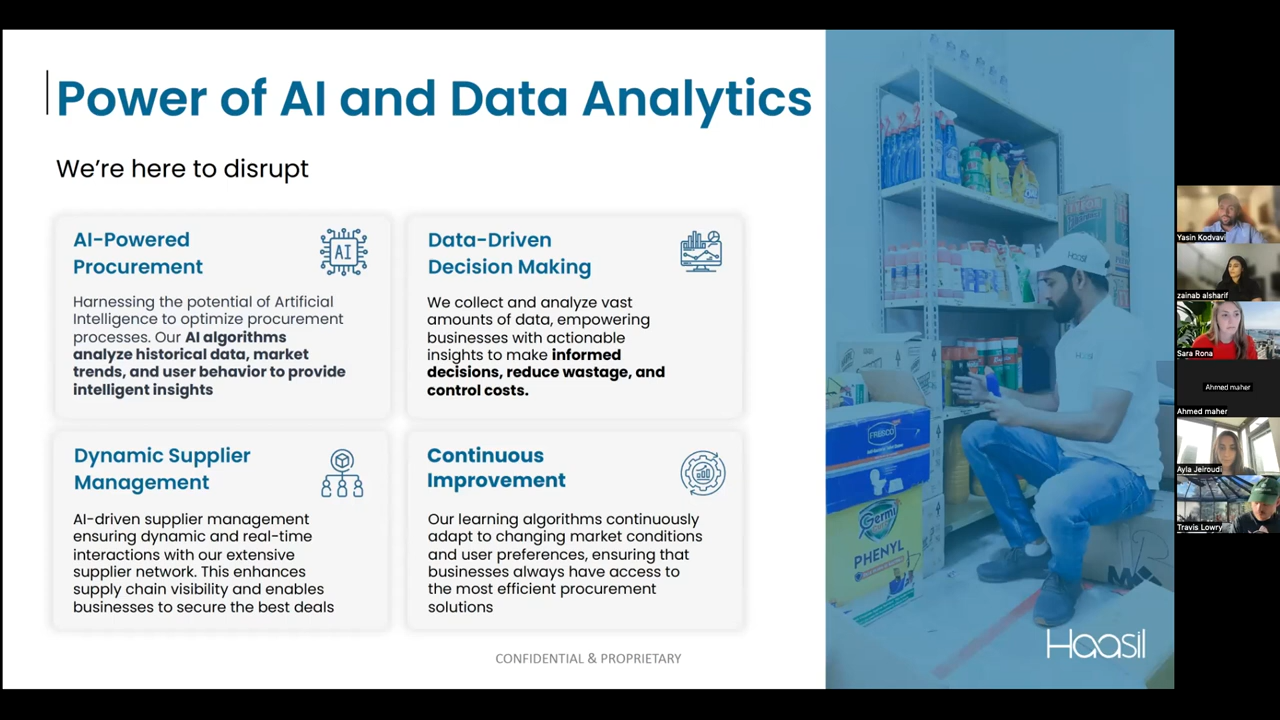 Power of AI and Data Analytics
We're here to disrupt
AI-Powered
Procurement
AI
Harnessing the potential of Artificial
Intelligence to optimize procurement
processes. Our AI algorithms
analyze historical data, market
trends, and user behavior to provide
intelligent insights
Data-Driven
Decision Making
We collect and analyze vast
amounts of data, empowering
businesses with actionable
insights to make informed
decisions, reduce wastage, and
control costs.
Dynamic Supplier
Management
AI-driven supplier management
ensuring dynamic and real-time
interactions with our extensive
supplier network. This enhances
supply chain visibility and enables
businesses to secure the best deals
Continuous
Improvement
Our learning algorithms continuously
adapt to changing market conditions
and user preferences, ensuring that
businesses always have access to
the most efficient procurement
solutions
CONFIDENTIAL & PROPRIETARY
HAASIL
FRESCO
Germi
PHENYL
Haasil
Yasin Kodvavi
zainab alsharif
Sara Rona
Ahmed maher
Ahmed maher
Ayla Jeiroudi
Travis Lowry